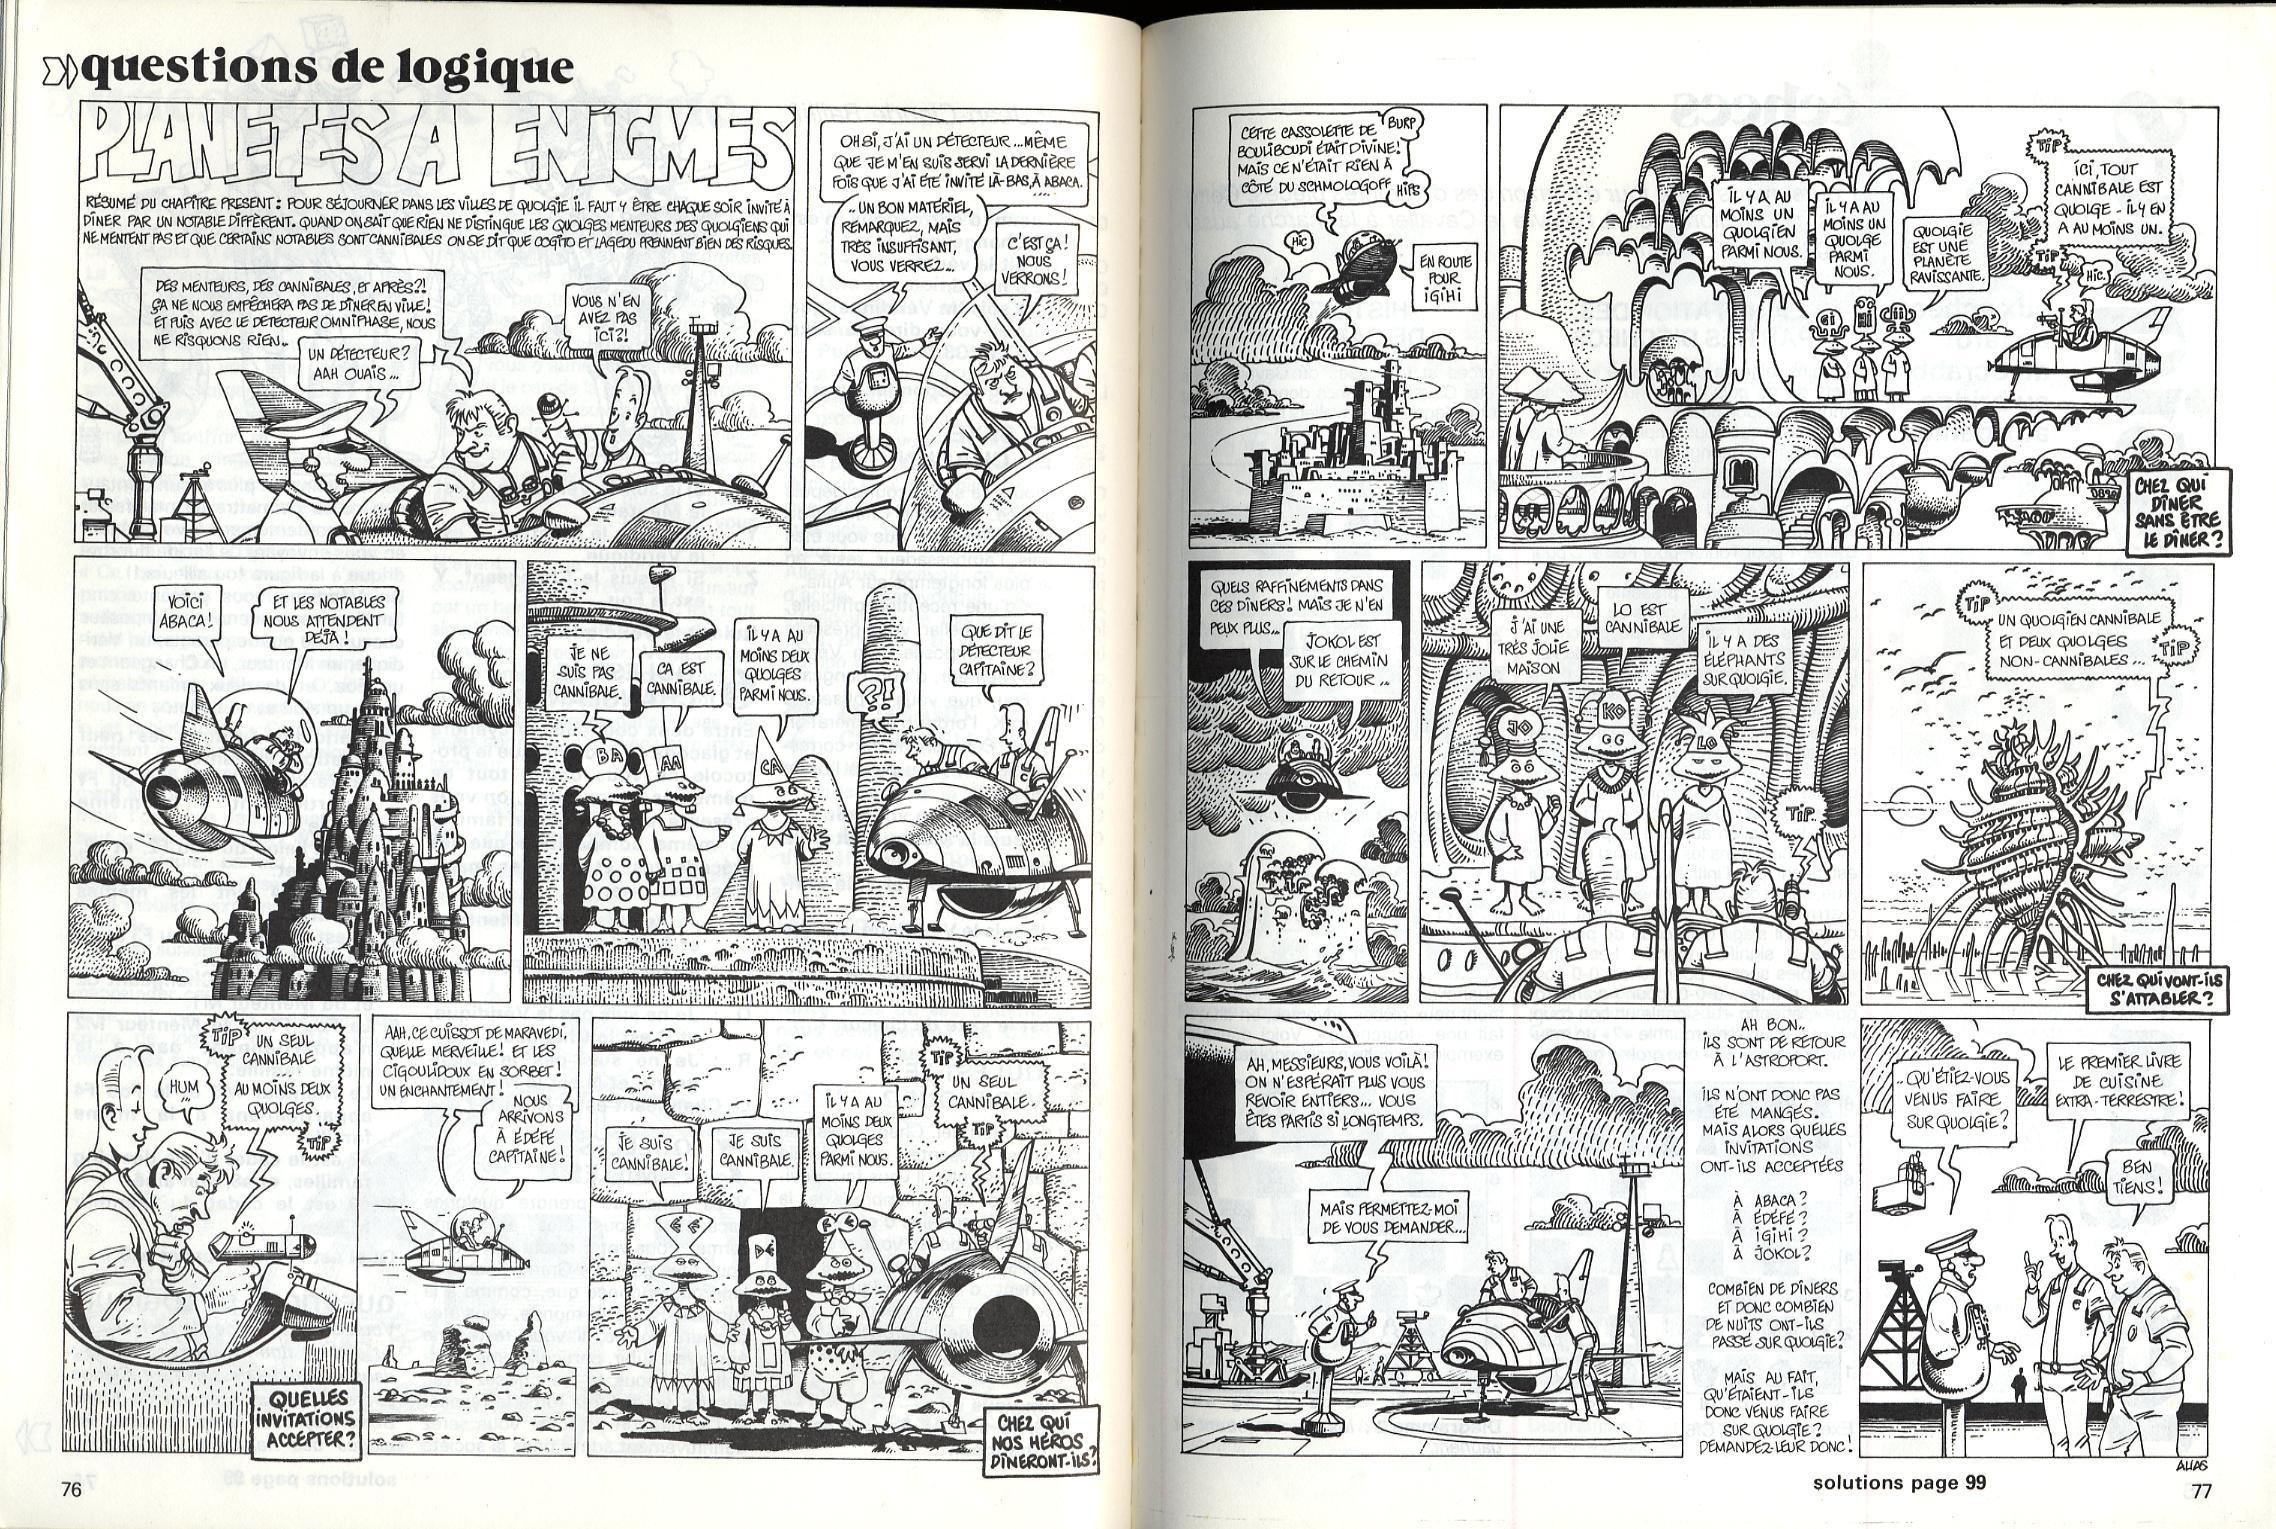 questions de logique
PLANÈTES A ENIGMES
RÉSUMÉ DU CHAPITRE PRESENT : POUR SÉJOURNER DANS LES VILLES DE QUOLGIE IL FAUT Y ÊTRE CHAQUE SOIR INVITÉ À
DÎNER PAR UN NOTABLE DIFFÈRENT. QUAND ON SAIT QUE RIEN NE DISTINGUE LES QUOLGES MENTEURS DES QUOLGIENS QUI
NE MENTENT PAS ET QUE CERTAINS NOTABLES SONT CANNIBALES ON SE DIT QUE COGITO ET LAGÉDU PRENNENT BIEN DES RISQUES.
DES MENTEURS, DES CANNIBALES, ET APRÈS?!
ÇA NE NOUS EMPÊCHERA PAS DE DÎNER EN VILLE!
ET PUIS AVEC LE DETECTEUR OMNIPHASE, NOUS
NE RISQUONS RIEN..
UN DÉTECTEUR?
AAH OUAIS...
VOUS N'EN
AVEZ PAS
ICI?!
OH SI, J'AI UN DÉTECTEUR...MÊME
QUE JE M'EN SUIS SERVI LA DERNIÈRE
FOIS QUE J'AI ÉTÉ INVITÉ LÀ-BAS, À ABACA.
..UN BON MATÉRIEL,
REMARQUEZ, MAIS
TRÈS INSUFFISANT,
VOUS VERREZ...
C'EST ÇA!
NOUS
VERRONS!
VOICI
ABACA!
ET LES NOTABLES
NOUS ATTENDENT
DÉJÀ!
JE NE
SUIS PAS
CANNIBALE.
CA EST
CANNIBALE.
IL Y A AU
MOINS DEUX
QUOLGES
PARMI NOUS.
?!
QUE DIT LE
DÉTECTEUR
CAPITAINE?
BA
AA
CA
HUM...
TIP
UN SEUL
CANNIBALE
AU MOINS DEUX
QUOLGES.
TIP
QUELLES
INVITATIONS
ACCEPTER?
AAH, CE CUISSOT DE MARAVEDI,
QUELLE MERVEILLE! ET LES
CIGOULIDOUX EN SORBET!
UN ENCHANTEMENT!
NOUS
ARRIVONS
À ÉDÉFÉ
CAPITAINE!
JE SUIS
CANNIBALE!
JE SUIS
CANNIBALE.
IL Y A AU
MOINS DEUX
QUOLGES
PARMI NOUS.
TIP
UN SEUL
CANNIBALE.
TIP
CHEZ QUI
NOS HÉROS
DÎNERONT-ILS?
76
CETTE CASSOLETTE DE
BOULIBOUDI ÉTAIT DIVINE!
MAIS CE N'ÉTAIT RIEN À
CÔTÉ DU SCHMOLOGOFF
BURP
HIPS
HIC
EN ROUTE
POUR
IGIHI
IL Y A AU
MOINS UN
QUOLGIEN
PARMI NOUS.
IL Y A AU
MOINS UN
QUOLGE
PARMI
NOUS.
QUOLGIE
EST UNE
PLANÈTE
RAVISSANTE.
TIP
ICI, TOUT
CANNIBALE EST
QUOLGE - IL Y EN
A AU MOINS UN.
TIP
HIC.
GI
HI
CHEZ QUI
DÎNER
SANS ÊTRE
LE DÎNER?
QUELS RAFFINEMENTS DANS
CES DÎNERS! MAIS JE N'EN
PEUX PLUS...
JOKOL EST
SUR LE CHEMIN
DU RETOUR...
J'AI UNE
TRÈS JOLIE
MAISON
LO EST
CANNIBALE
IL Y A DES
ÉLÉPHANTS
SUR QUOLGIE.
JO
KO
LO
TIP.
TIP
UN QUOLGIEN CANNIBALE
ET DEUX QUOLGES
NON-CANNIBALES...
TIP
CHEZ QUI VONT-ILS
S'ATTABLER?
AH, MESSIEURS, VOUS VOILÀ!
ON N'ESPÉRAIT PLUS VOUS
REVOIR ENTIERS... VOUS
ÊTES PARTIS SI LONGTEMPS.
MAIS PERMETTEZ-MOI
DE VOUS DEMANDER...
AH BON..
ILS SONT DE RETOUR
À L'ASTROPORT.
ILS N'ONT DONC PAS
ÉTÉ MANGÉS.
MAIS ALORS QUELLES
INVITATIONS
ONT-ILS ACCEPTÉES
À ABACA?
À ÉDÉFÉ?
À IGIHI?
À JOKOL?
COMBIEN DE DÎNERS
ET DONC COMBIEN
DE NUITS ONT-ILS
PASSÉ SUR QUOLGIE?
MAIS AU FAIT,
QU'ÉTAIENT-ILS
DONC VENUS FAIRE
SUR QUOLGIE?
DEMANDEZ-LEUR DONC!
..QU'ÉTIEZ-VOUS
VENUS FAIRE
SUR QUOLGIE?
LE PREMIER LIVRE
DE CUISINE
EXTRA-TERRESTRE!
BEN
TIENS!
ALIAS
solutions page 99
77